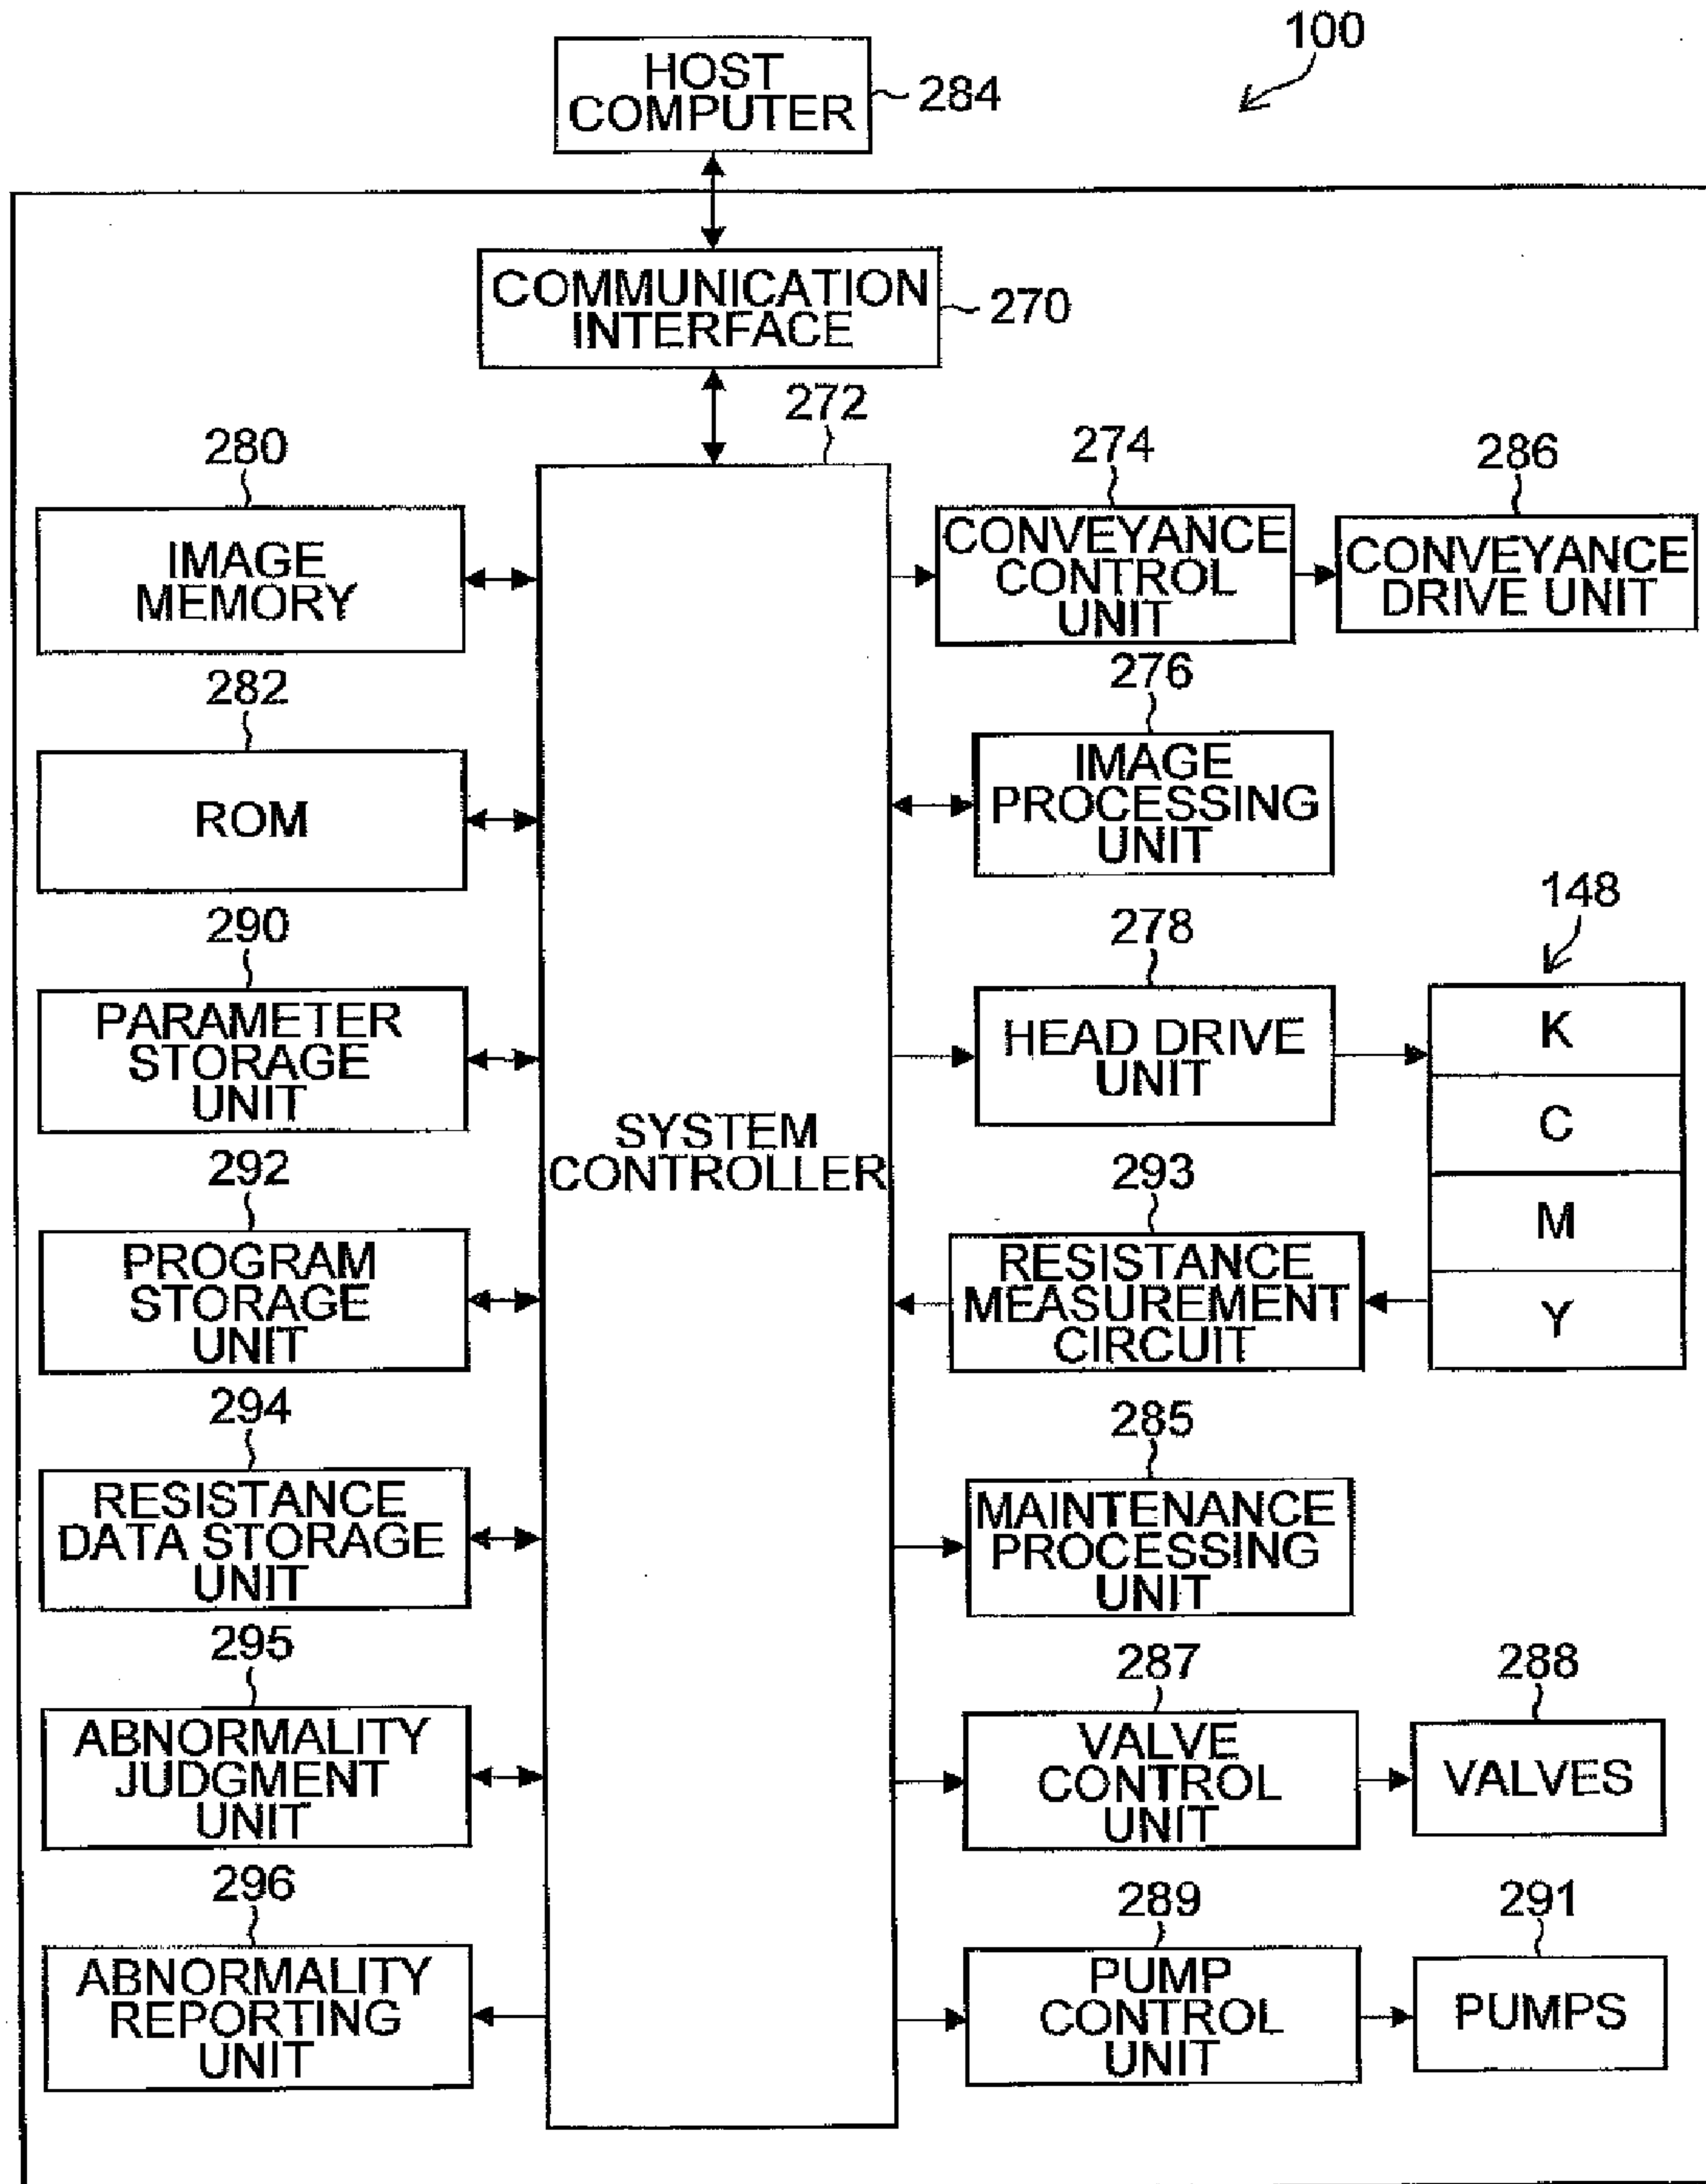 100
HOST
COMPUTER
284
COMMUNICATION
INTERFACE
270
272
280
IMAGE
MEMORY
274
CONVEYANCE
CONTROL
UNIT
286
CONVEYANCE
DRIVE UNIT
282
ROM
276
IMAGE
PROCESSING
UNIT
290
PARAMETER
STORAGE
UNIT
278
HEAD DRIVE
UNIT
148
K
C
M
Y
SYSTEM
CONTROLLER
292
PROGRAM
STORAGE
UNIT
293
RESISTANCE
MEASUREMENT
CIRCUIT
294
RESISTANCE
DATA STORAGE
UNIT
285
MAINTENANCE
PROCESSING
UNIT
295
ABNORMALITY
JUDGMENT
UNIT
287
VALVE
CONTROL
UNIT
288
VALVES
296
ABNORMALITY
REPORTING
UNIT
289
PUMP
CONTROL
UNIT
291
PUMPS